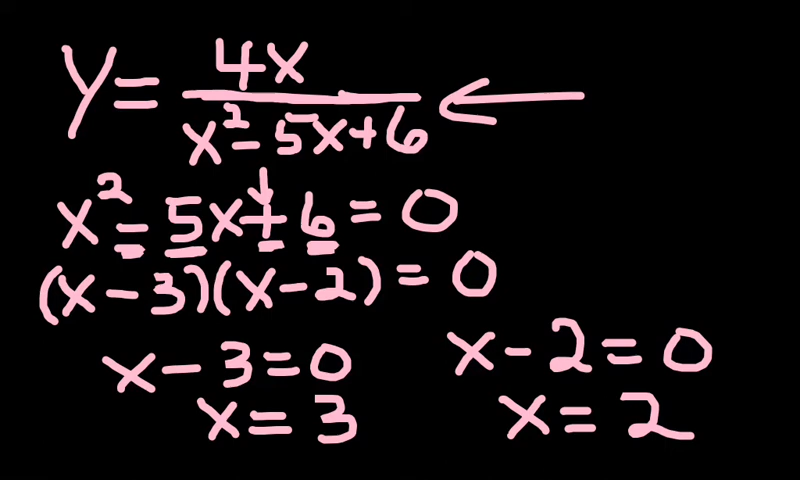 y = 4x / x² - 5x + 6 ←
x² - 5x + 6 = 0
(x - 3)(x - 2) = 0
x - 3 = 0    x - 2 = 0
x = 3    x = 2